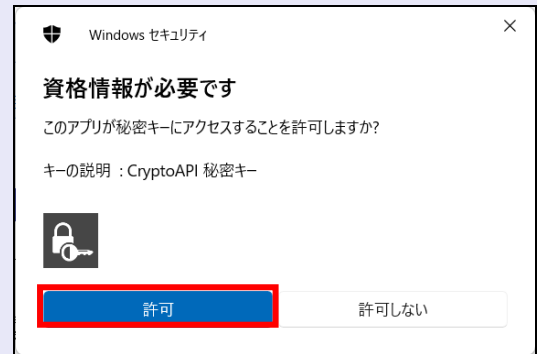 Windows セキュリティ
資格情報が必要です
このアプリが秘密キーにアクセスすることを許可しますか?
キーの説明 : CryptoAPI 秘密キー
許可
許可しない